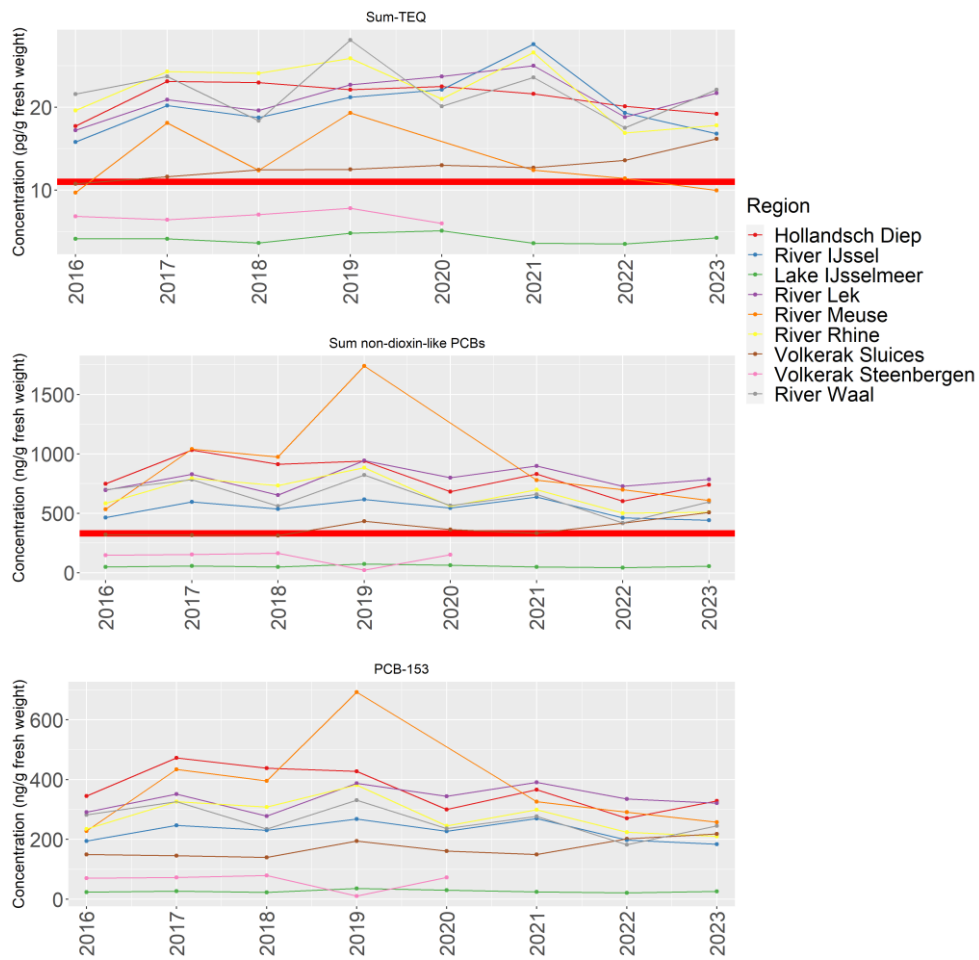 Sum-TEQ
Concentration (pg/g fresh weight)
20
10
2016
2017
2018
2019
2020
2021
2022
2023
Sum non-dioxin-like PCBs
Concentration (ng/g fresh weight)
1500
1000
500
0
2016
2017
2018
2019
2020
2021
2022
2023
PCB-153
Concentration (ng/g fresh weight)
600
400
200
0
2016
2017
2018
2019
2020
2021
2022
2023
Region
Hollandsch Diep
River IJssel
Lake IJsselmeer
River Lek
River Meuse
River Rhine
Volkerak Sluices
Volkerak Steenbergen
River Waal